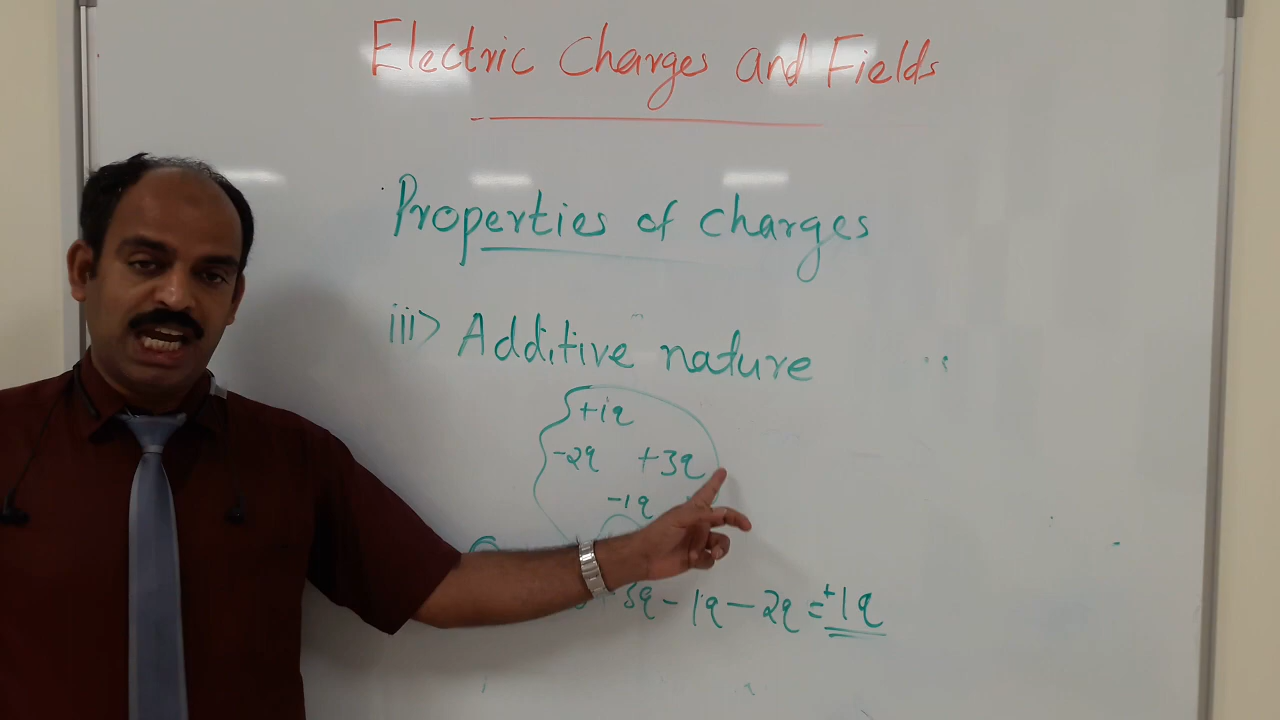 Electric Charges and Fields
Properties of charges
iii> Additive nature
+1q
-2q +3q
-1q
3q - 1q - 2q = +1q